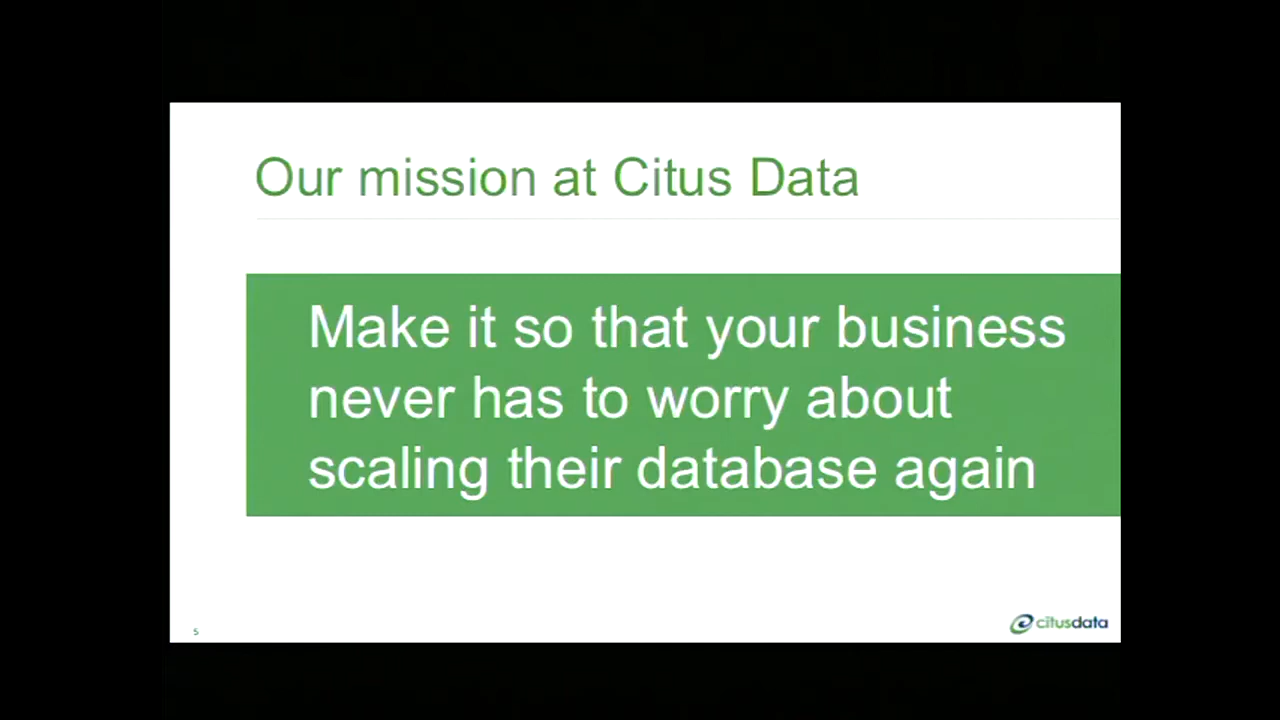 Our mission at Citus Data
Make it so that your business
never has to worry about
scaling their database again
5
citusdata